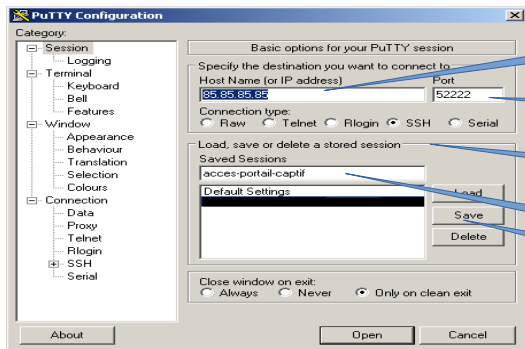 PuTTY Configuration
Category:
Session
Logging
Terminal
Keyboard
Bell
Features
Window
Appearance
Behaviour
Translation
Selection
Colours
Connection
Data
Proxy
Telnet
Rlogin
SSH
Serial
Basic options for your PuTTY session
Specify the destination you want to connect to
Host Name (or IP address) Port
85.85.85.85 52222
Connection type:
Raw Telnet Rlogin SSH Serial
Load, save or delete a stored session
Saved Sessions
acces-portail-captif
Default Settings
Load
Save
Delete
Close window on exit:
Always Never Only on clean exit
About Open Cancel